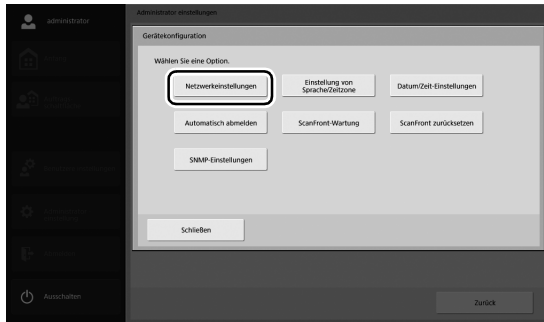 administrator
Administrator einstellungen
Gerätekonfiguration
Wählen Sie eine Option.
Netzwerkeinstellungen
Einstellung von
Sprache/Zeitzone
Datum/Zeit-Einstellungen
Automatisch abmelden
ScanFront-Wartung
ScanFront zurücksetzen
SNMP-Einstellungen
Schließen
Ausschalten
Zurück